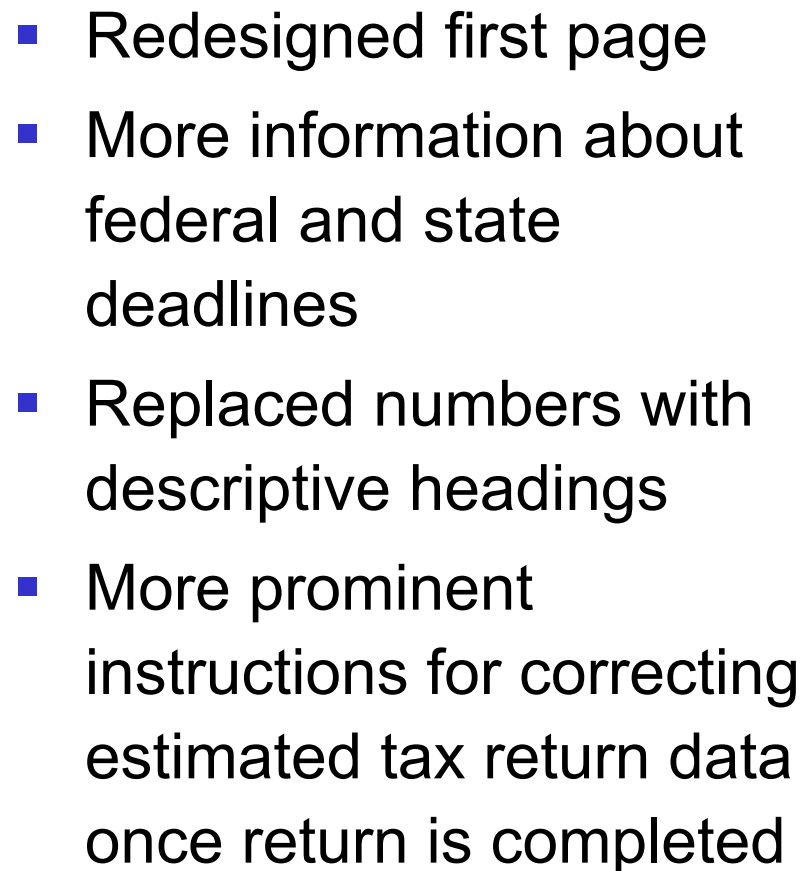 ▪ Redesigned first page
▪ More information about
federal and state
deadlines
▪ Replaced numbers with
descriptive headings
▪ More prominent
instructions for correcting
estimated tax return data
once return is completed